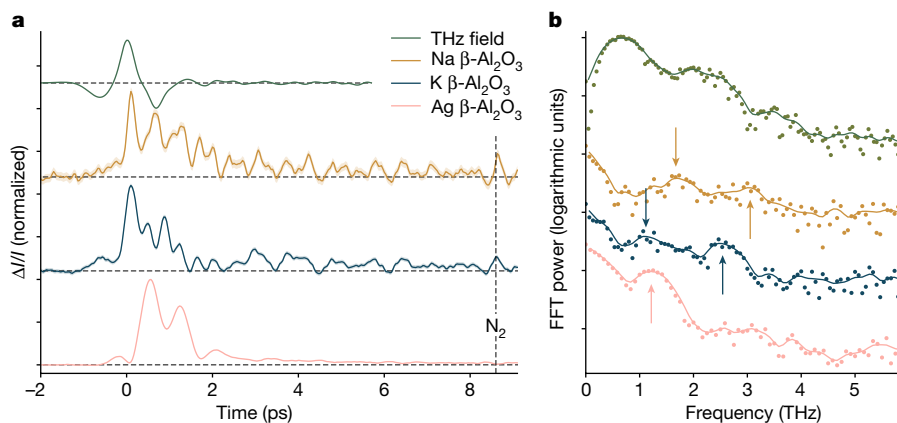 a
THz field
Na β-Al₂O₃
K β-Al₂O₃
Ag β-Al₂O₃
ΔI/I (normalized)
N₂
−2
0
2
4
6
8
Time (ps)
b
FFT power (logarithmic units)
0
1
2
3
4
5
Frequency (THz)